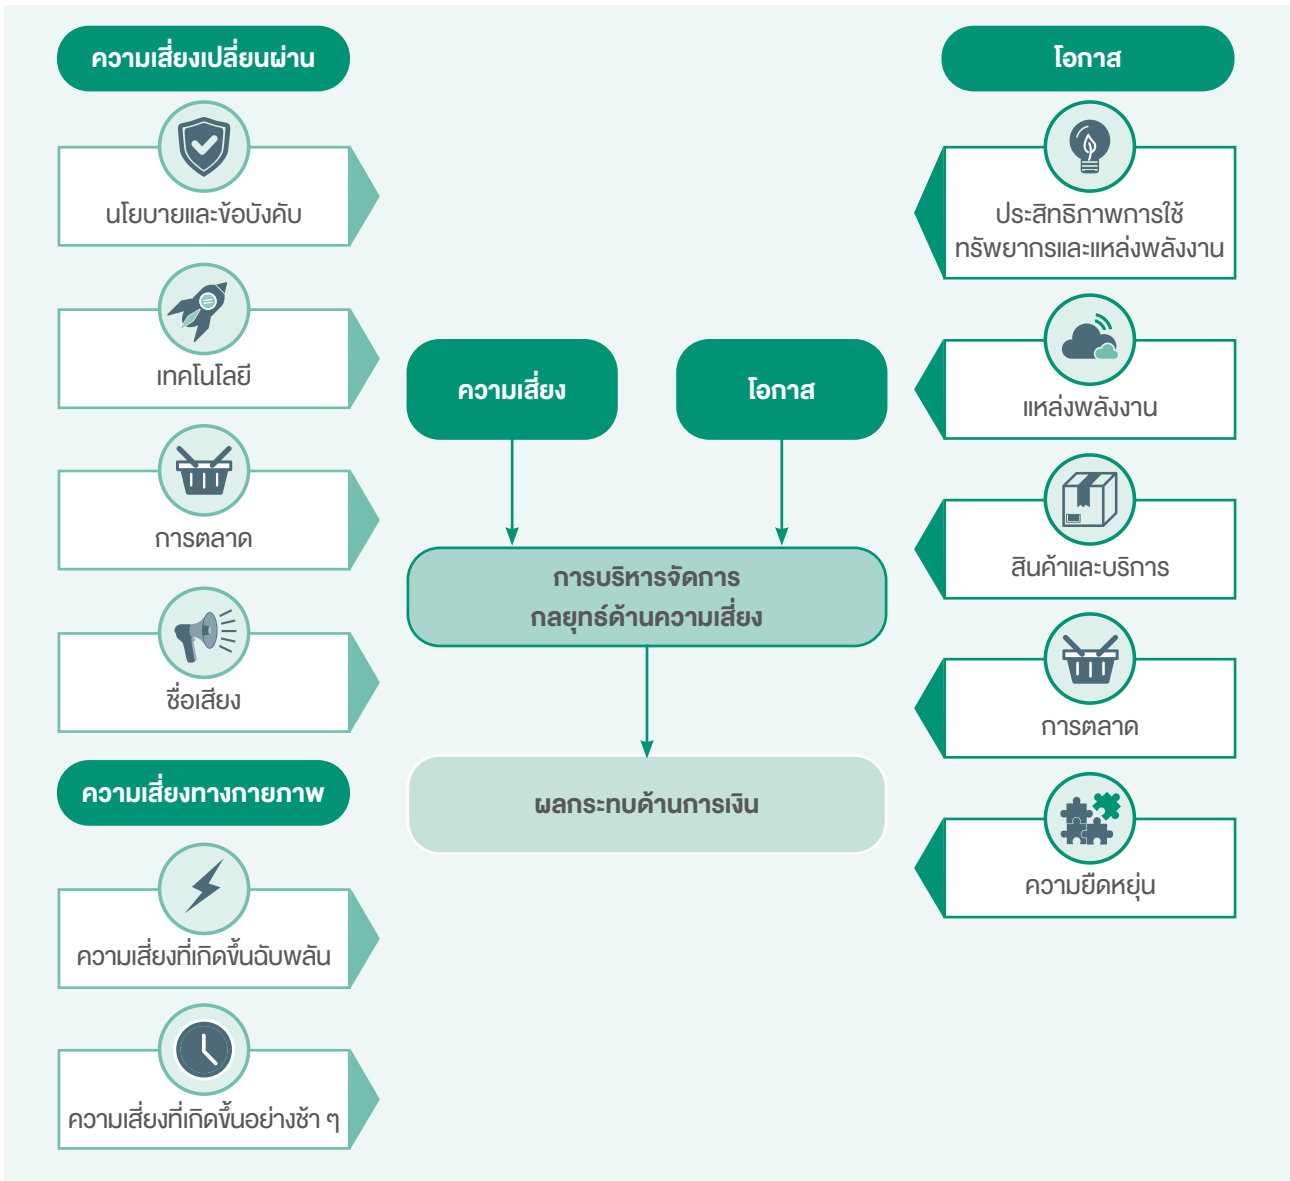 ความเสี่ยงเปลี่ยนผ่าน
นโยบายและข้อบังคับ
เทคโนโลยี
การตลาด
ชื่อเสียง
ความเสี่ยงทางกายภาพ
ความเสี่ยงที่เกิดขึ้นฉับพลัน
ความเสี่ยงที่เกิดขึ้นอย่างช้า ๆ
ความเสี่ยง
โอกาส
การบริหารจัดการ
กลยุทธ์ด้านความเสี่ยง
ผลกระทบด้านการเงิน
โอกาส
ประสิทธิภาพการใช้
ทรัพยากรและแหล่งพลังงาน
แหล่งพลังงาน
สินค้าและบริการ
การตลาด
ความยืดหยุ่น